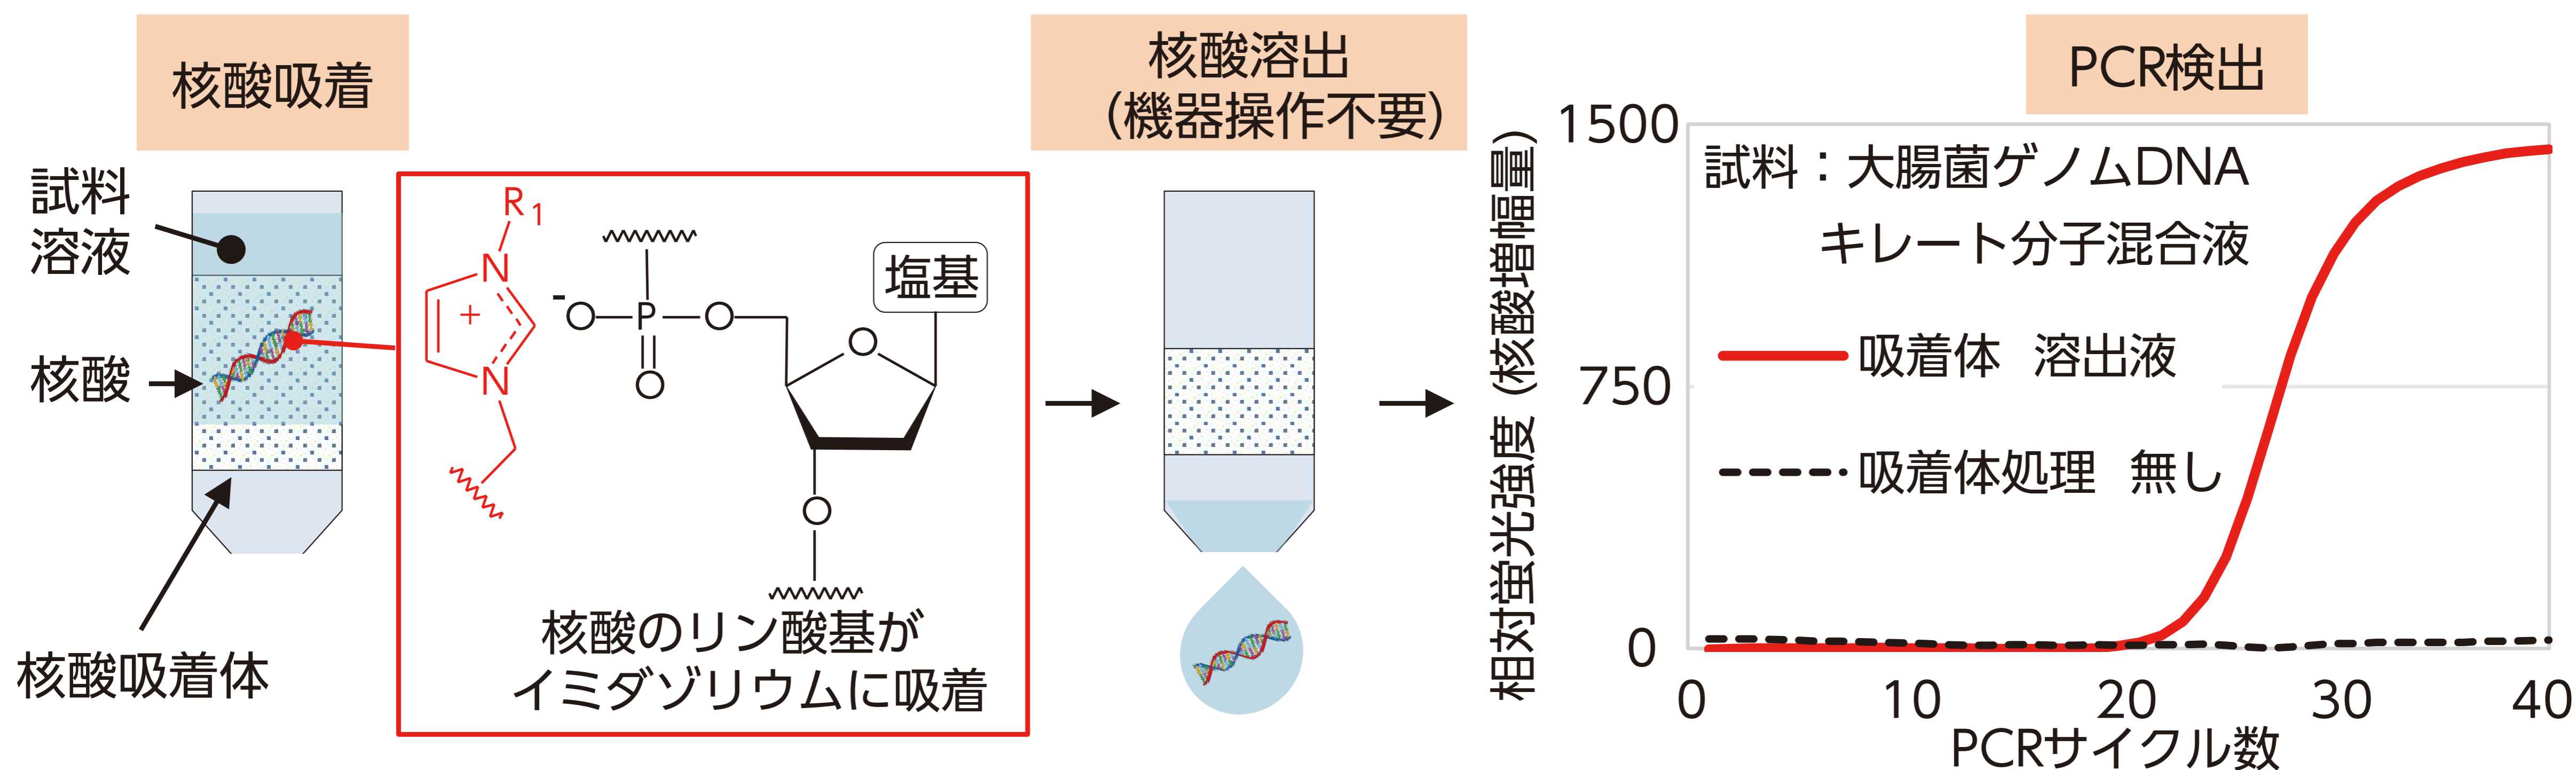 核酸吸着
試料
溶液
核酸
核酸吸着体
R1
N
+
N
-O
P
O
O
O
塩基
O
核酸のリン酸基が
イミダゾリウムに吸着
核酸溶出
（機器操作不要）
PCR検出
相対蛍光強度（核酸増幅量）
1500
750
0
試料：大腸菌ゲノムDNA
キレート分子混合液
吸着体 溶出液
吸着体処理 無し
0 10 20 30 40
PCRサイクル数